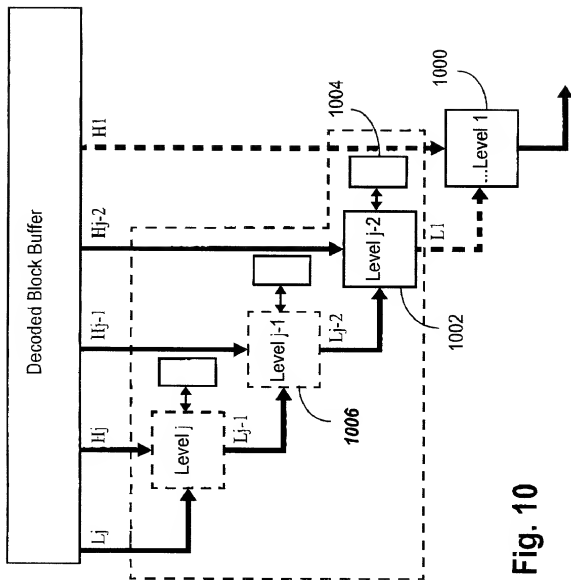 Decoded Block Buffer
Lj
Hj
Hj-1
Hj-2
H1
Level j
Lj-1
Level j-1
1006
Lj-2
Level j-2
1002
1004
L1
...Level 1
1000
Fig. 10